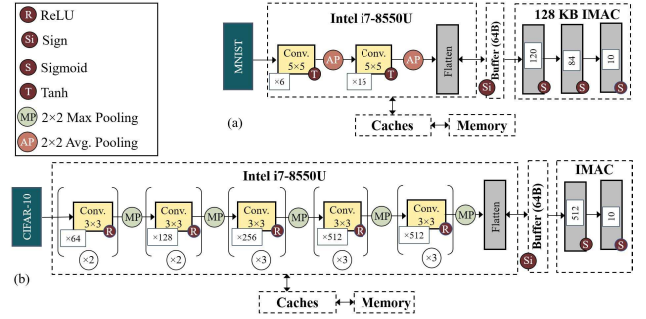 R ReLU
Si Sign
S Sigmoid
T Tanh
MP 2×2 Max Pooling
AP 2×2 Avg. Pooling
Intel i7-8550U
128 KB IMAC
MNIST
Conv.
5×5
×6
T
AP
Conv.
5×5
×15
T
AP
Flatten
Si
Buffer (64B)
120
S
84
S
10
S
(a)
Caches
Memory
Intel i7-8550U
IMAC
CIFAR-10
Conv.
3×3
×64
R
×2
MP
Conv.
3×3
×128
R
×2
MP
Conv.
3×3
×256
R
×3
MP
Conv.
3×3
×512
R
×3
MP
Conv.
3×3
×512
R
×3
MP
Flatten
Si
Buffer (64B)
512
S
10
S
(b)
Caches
Memory